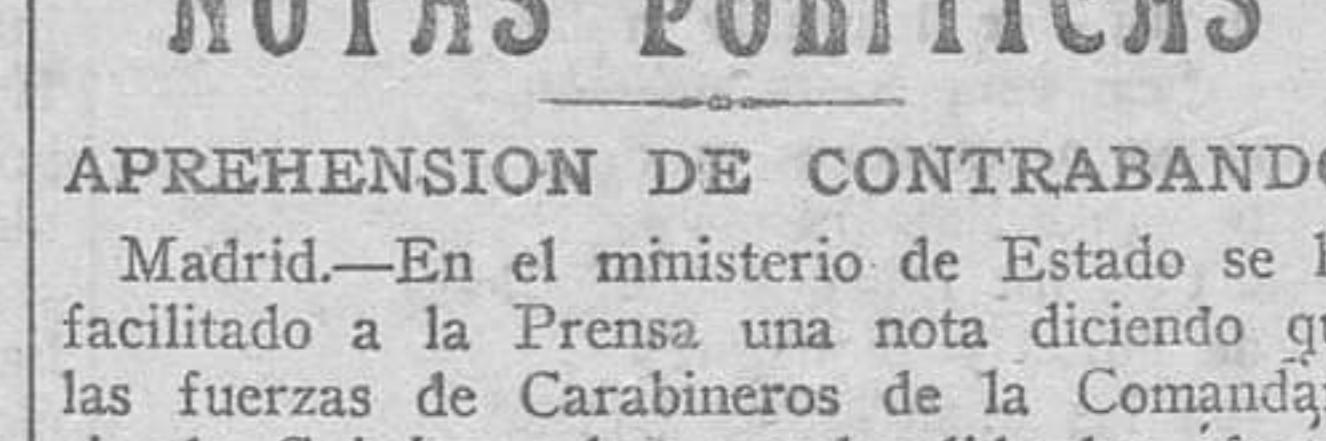 NOTAS POLITICAS
APREHENSION DE CONTRABANDO
Madrid.—En el ministerio de Estado se
facilitado a la Prensa una nota diciendo
las fuerzas de Carabineros de la